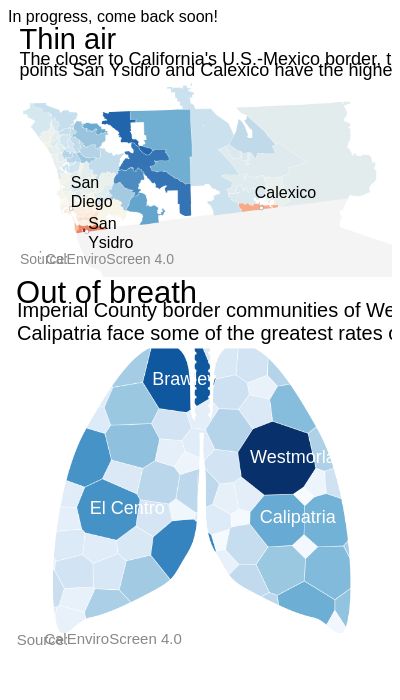 In progress, come back soon!
Thin air
The closer to California's U.S.-Mexico border, t
points San Ysidro and Calexico have the highe
San
Diego
Calexico
San
Ysidro
Source: CalEnviroScreen 4.0
Out of breath
Imperial County border communities of We
Calipatria face some of the greatest rates o
Brawley
Westmorla
El Centro
Calipatria
Source: CalEnviroScreen 4.0